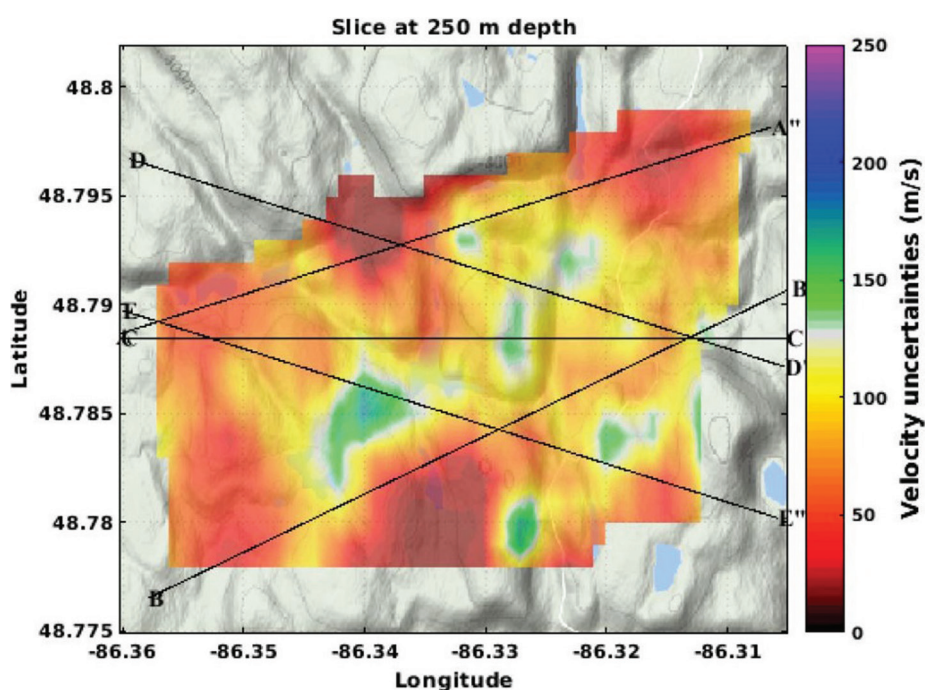 Slice at 250 m depth
48.8
48.795
48.79
48.785
48.78
48.775
Latitude
400m
D
A"
E
B
C
C
D'
E"
B
-86.36
-86.35
-86.34
-86.33
-86.32
-86.31
Longitude
250
200
150
100
50
0
Velocity uncertainties (m/s)